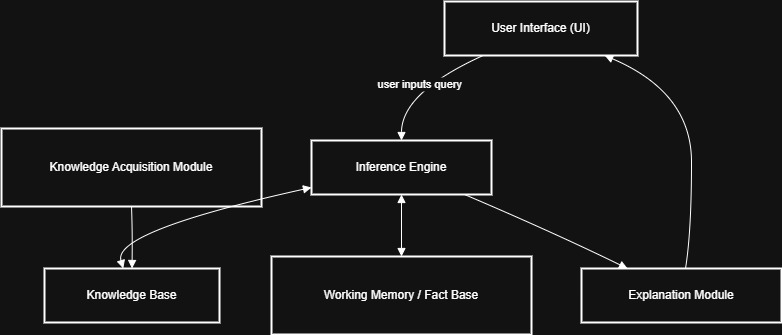 User Interface (UI)
user inputs query
Knowledge Acquisition Module
Inference Engine
Knowledge Base
Working Memory / Fact Base
Explanation Module